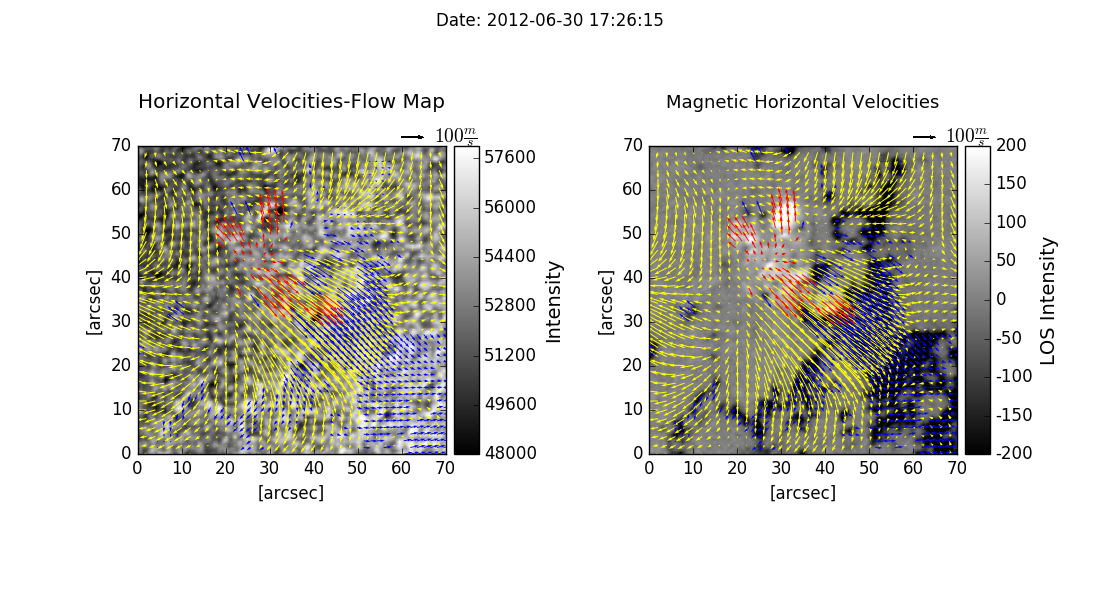 Date: 2012-06-30 17:26:15
Horizontal Velocities-Flow Map
100 m/s
70
60
50
40
30
20
10
0
0 10 20 30 40 50 60 70
[arcsec]
[arcsec]
57600
56000
54400
52800
51200
49600
48000
Intensity
Magnetic Horizontal Velocities
100 m/s
70
60
50
40
30
20
10
0
0 10 20 30 40 50 60 70
[arcsec]
[arcsec]
200
150
100
50
0
-50
-100
-150
-200
LOS Intensity